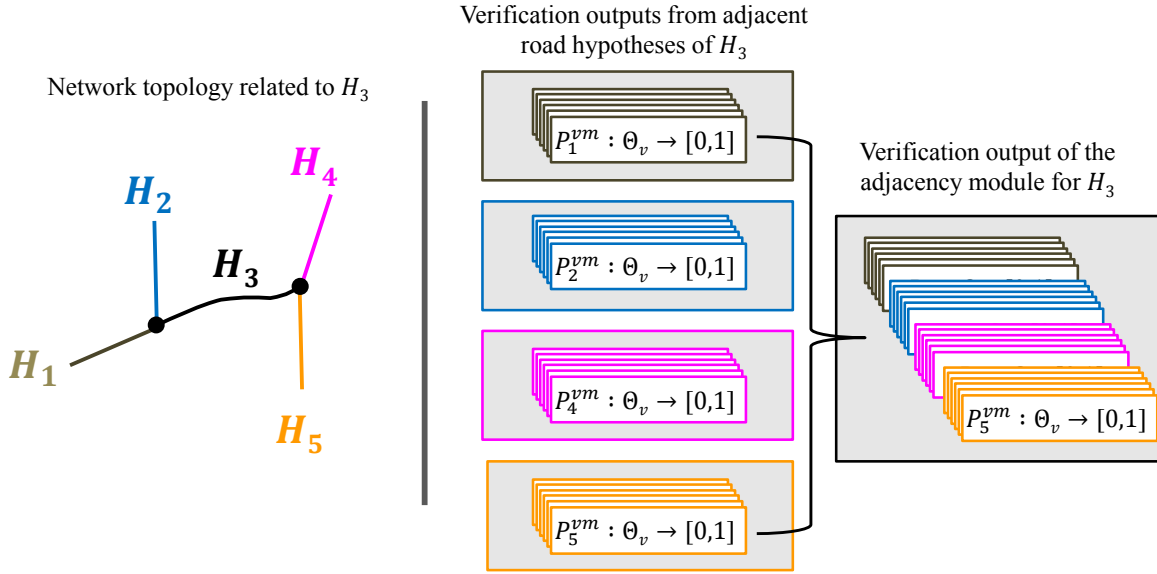 Network topology related to H₃
H₁
H₂
H₃
H₄
H₅
Verification outputs from adjacent
road hypotheses of H₃
P₁ᵛᵐ : Θᵥ → [0,1]
P₂ᵛᵐ : Θᵥ → [0,1]
P₄ᵛᵐ : Θᵥ → [0,1]
P₅ᵛᵐ : Θᵥ → [0,1]
Verification output of the
adjacency module for H₃
P₅ᵛᵐ : Θᵥ → [0,1]